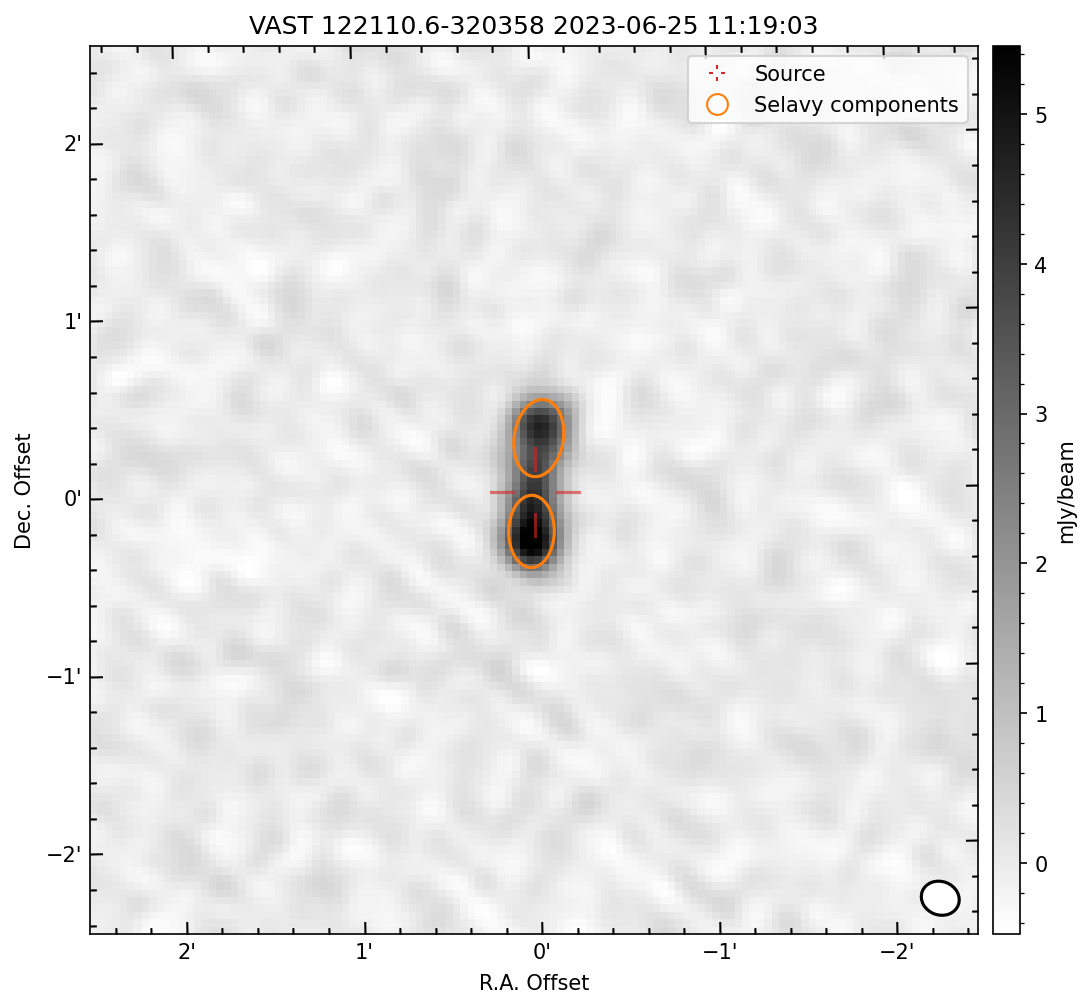 VAST 122110.6-320358 2023-06-25 11:19:03
Source
Selavy components
2'
1'
0'
−1'
−2'
Dec. Offset
2'
1'
0'
−1'
−2'
R.A. Offset
5
4
3
2
1
0
mJy/beam